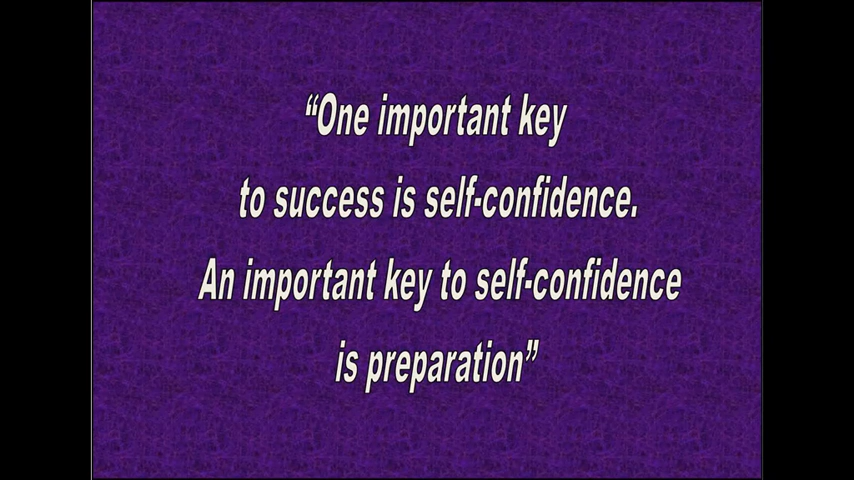 “One important key
to success is self-confidence.
An important key to self-confidence
is preparation”